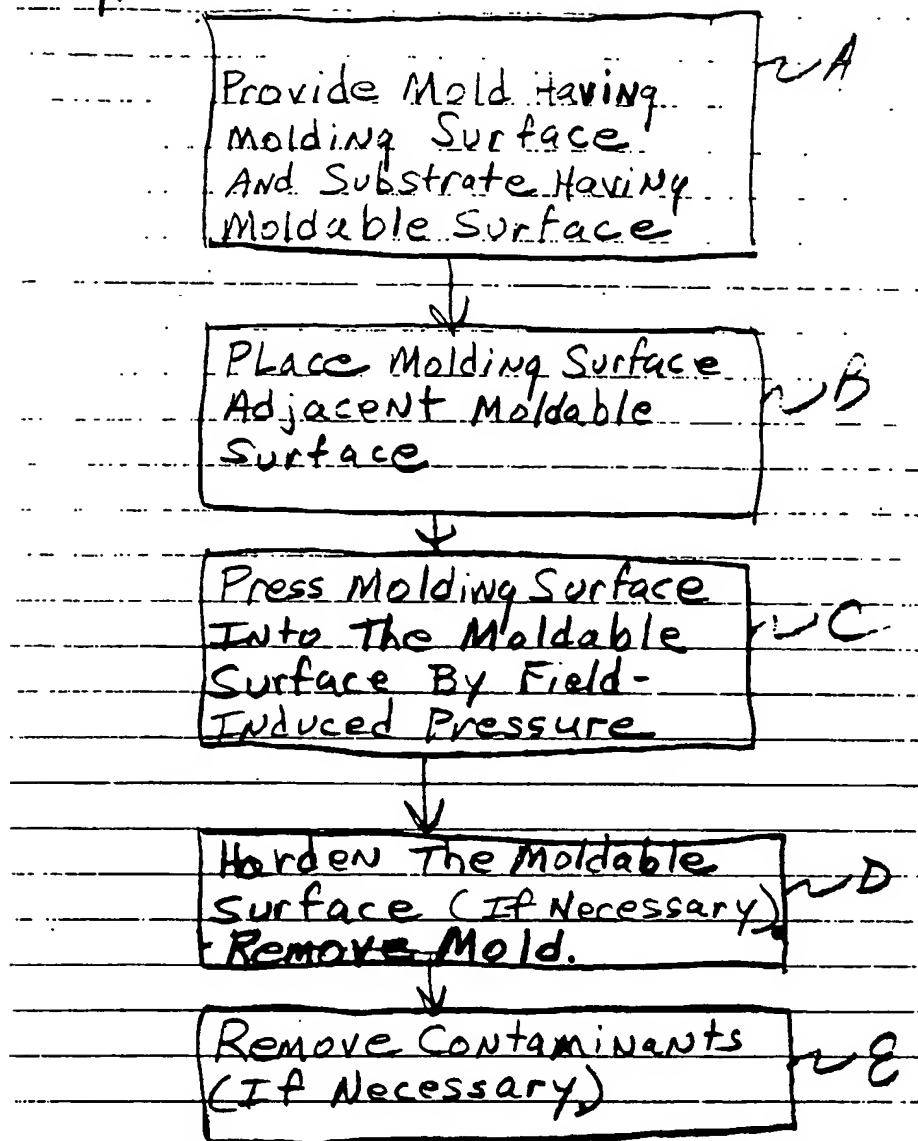 Provide Mold Having
Molding Surface
And Substrate Having
Moldable Surface
A
PLace Molding Surface
Adjacent Moldable
Surface
B
Press Molding Surface
Into The Moldable
Surface By Field-
Induced Pressure
C
Harden The Moldable
Surface (If Necessary).
Remove Mold.
D
Remove Contaminants
(If Necessary)
E